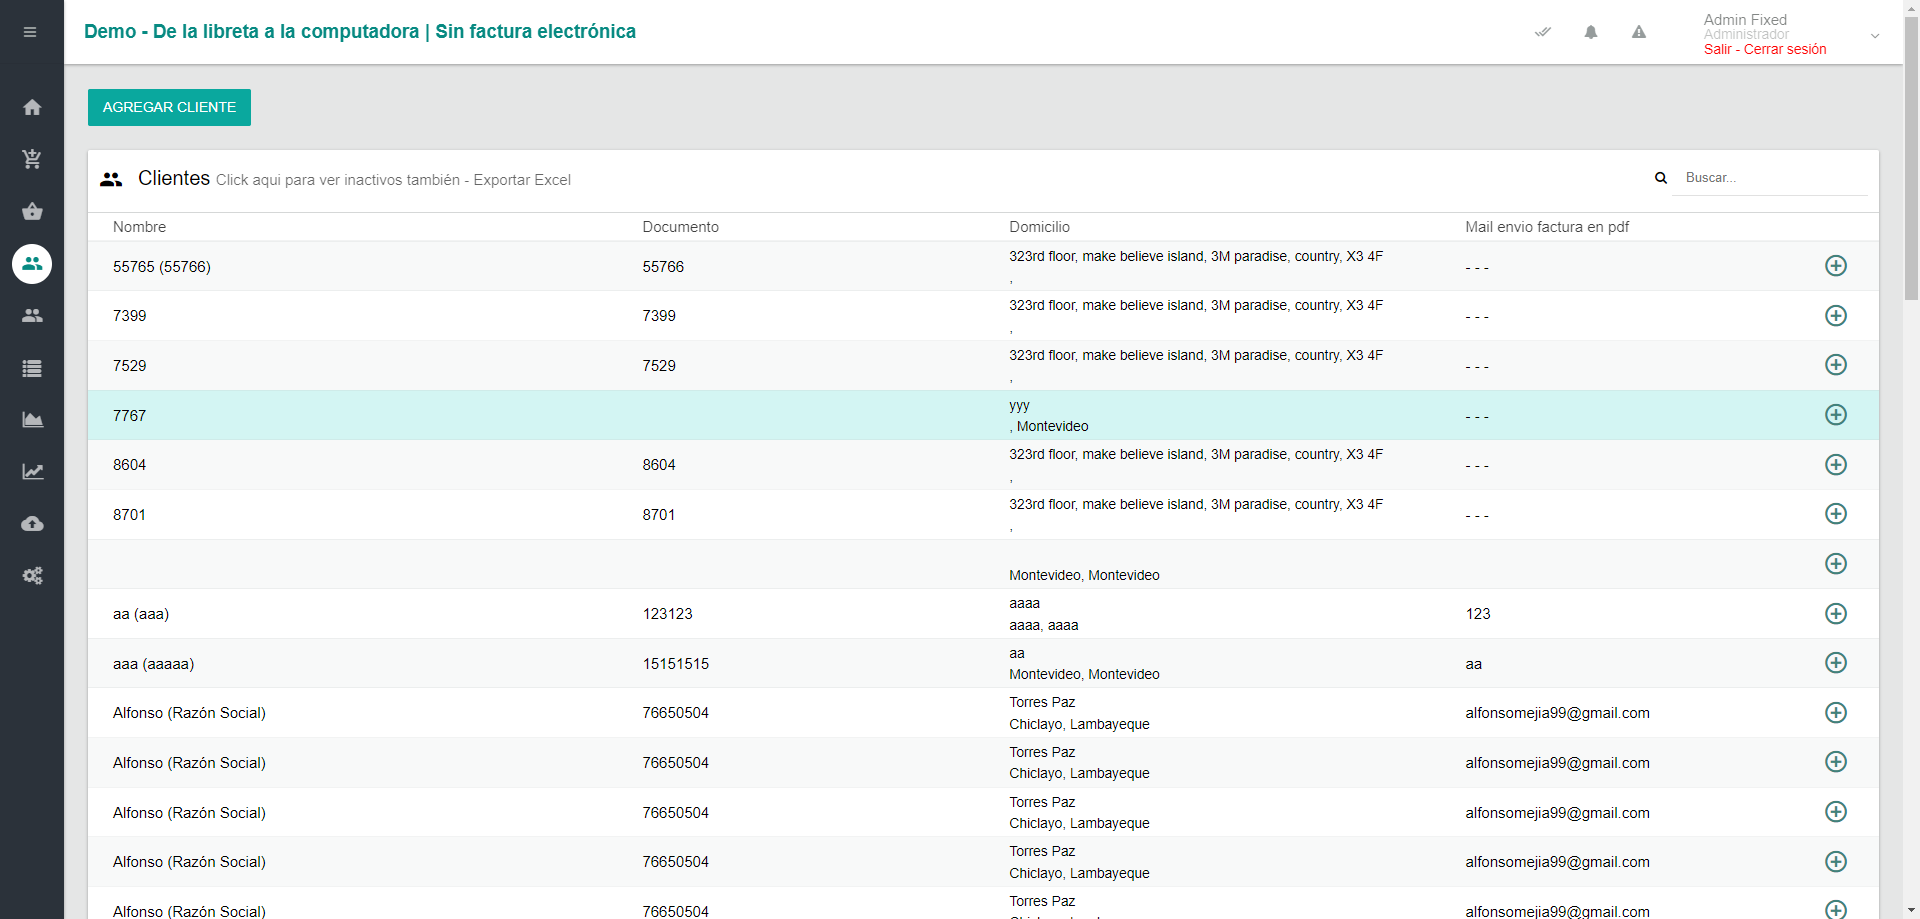 Demo - De la libreta a la computadora | Sin factura electrónica
Admin Fixed
Administrador
Salir - Cerrar sesión
AGREGAR CLIENTE
Clientes Click aqui para ver inactivos también - Exportar Excel
Buscar...
Nombre Documento Domicilio Mail envio factura en pdf
55765 (55766) 55766 323rd floor, make believe island, 3M paradise, country, X3 4F
, - - -
7399 7399 323rd floor, make believe island, 3M paradise, country, X3 4F
, - - -
7529 7529 323rd floor, make believe island, 3M paradise, country, X3 4F
, - - -
7767 yyy
, Montevideo - - -
8604 8604 323rd floor, make believe island, 3M paradise, country, X3 4F
, - - -
8701 8701 323rd floor, make believe island, 3M paradise, country, X3 4F
, - - -
Montevideo, Montevideo
aa (aaa) 123123 aaaa
aaaa, aaaa 123
aaa (aaaaa) 15151515 aa
Montevideo, Montevideo aa
Alfonso (Razón Social) 76650504 Torres Paz
Chiclayo, Lambayeque alfonsomejia99@gmail.com
Alfonso (Razón Social) 76650504 Torres Paz
Chiclayo, Lambayeque alfonsomejia99@gmail.com
Alfonso (Razón Social) 76650504 Torres Paz
Chiclayo, Lambayeque alfonsomejia99@gmail.com
Alfonso (Razón Social) 76650504 Torres Paz
Chiclayo, Lambayeque alfonsomejia99@gmail.com
Alfonso (Razón Social) 76650504 Torres Paz
alfonsomejia99@gmail.com